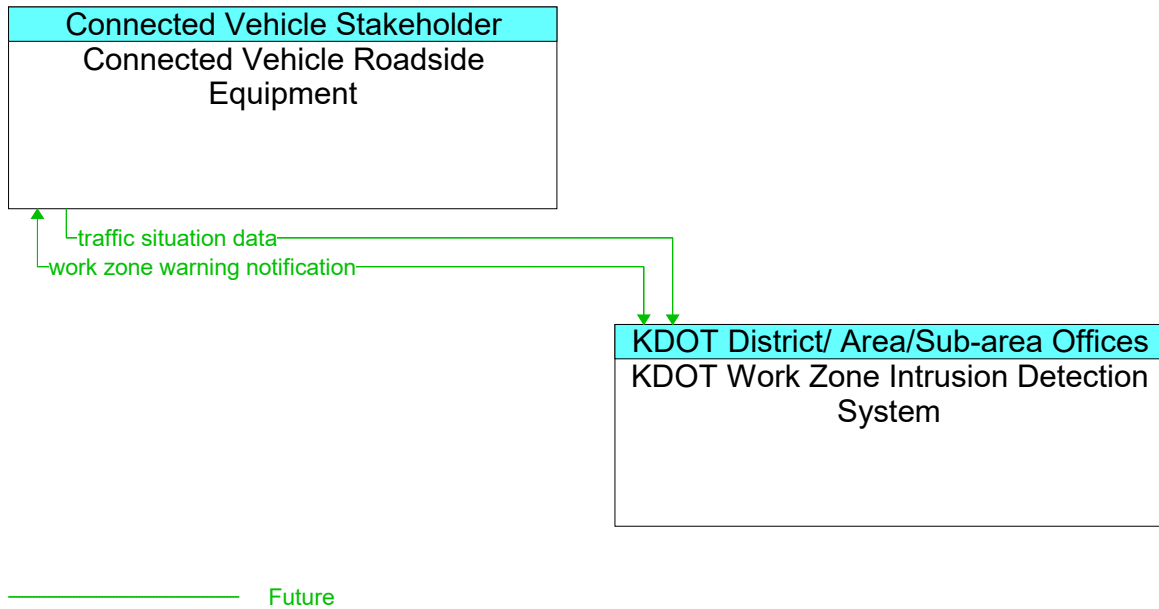 Connected Vehicle Stakeholder
Connected Vehicle Roadside
Equipment
traffic situation data
work zone warning notification
KDOT District/ Area/Sub-area Offices
KDOT Work Zone Intrusion Detection
System
Future